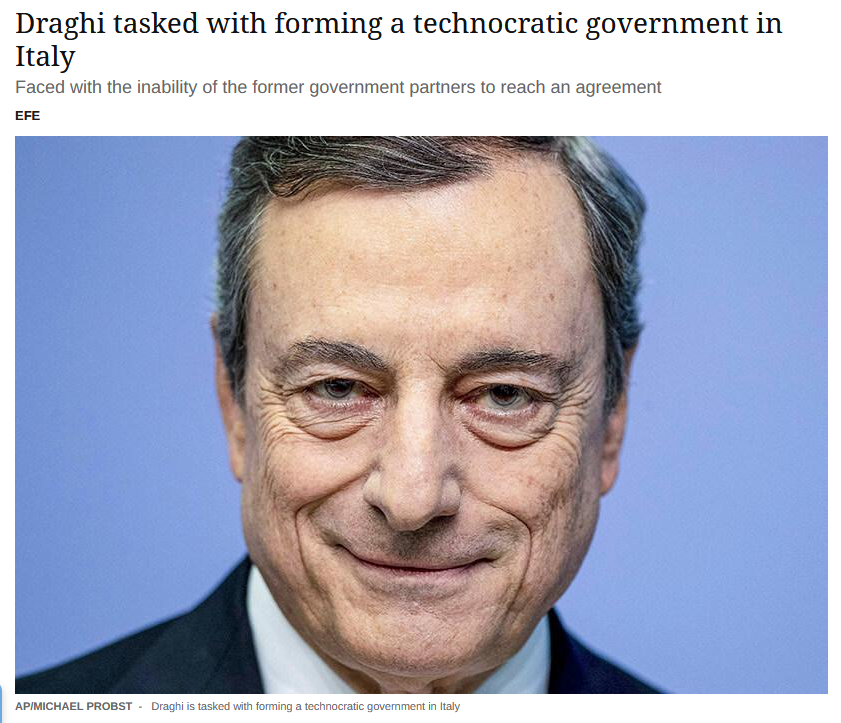 Draghi tasked with forming a technocratic government in
Italy
Faced with the inability of the former government partners to reach an agreement
EFE
AP/MICHAEL PROBST - Draghi is tasked with forming a technocratic government in Italy